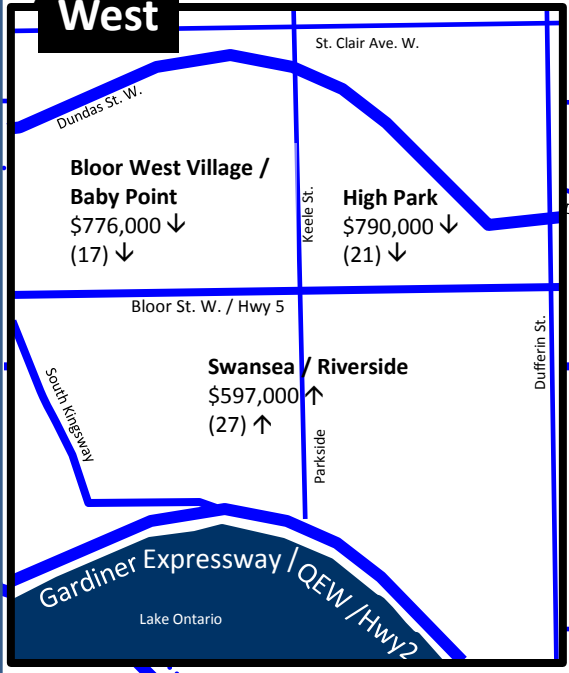 West
St. Clair Ave. W.
Dundas St. W.
Bloor West Village /
Baby Point
$776,000 ↓
(17) ↓
Keele St.
High Park
$790,000 ↓
(21) ↓
Bloor St. W. / Hwy 5
Dufferin St.
South Kingsway
Swansea / Riverside
$597,000 ↑
(27) ↑
Parkside
Gardiner Expressway / QEW /Hwy2
Lake Ontario